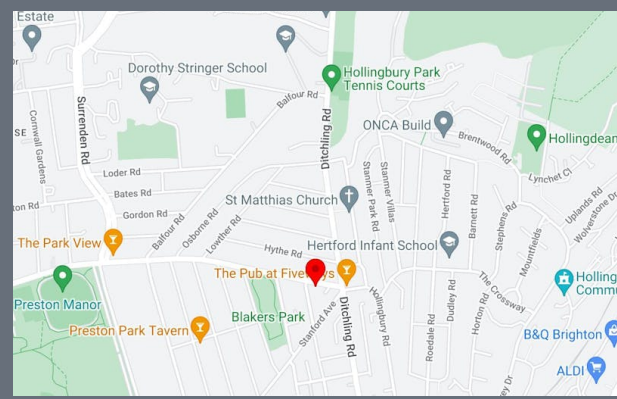 Estate
Dorothy Stringer School
Hollingbury Park
Tennis Courts
Balfour Rd
Surrenden Rd
Ditchling Rd
ONCA Build
Brentwood Rd
Hollingdean
Cornwall Gardens
Loder Rd
Bates Rd
Gordon Rd
St Matthias Church
Stanmer Park Rd
Stanmer Villas
Hertford Rd
Barnett Rd
Lynchet Cl
Stephens Rd
Uplands Rd
Wolverstone Dr
Mountfields
The Park View
Balfour Rd
Osborne Rd
Lowther Rd
Hythe Rd
Hertford Infant School
The Pub at Fiveways
Preston Manor
Preston Park Tavern
Blakers Park
Stanford Ave
Ditchling Rd
Hollingbury Rd
Roedale Rd
Dudley Rd
Horton Rd
The Crossway
Holling
Commu
B&Q Brighton
ALDI